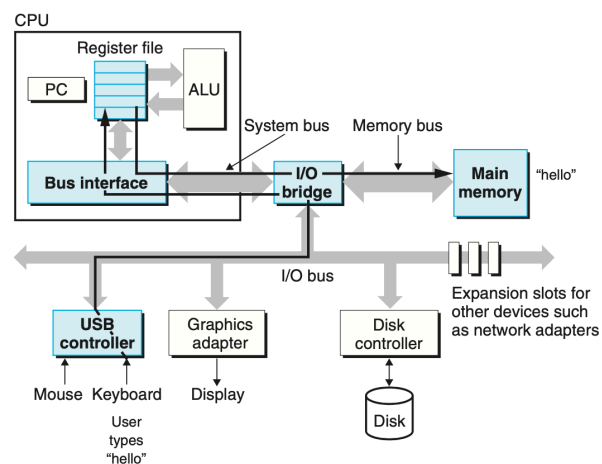 CPU
Register file
PC
ALU
System bus
Memory bus
Bus interface
I/O
bridge
Main
memory
"hello"
I/O bus
Expansion slots for
other devices such
as network adapters
USB
controller
Graphics
adapter
Disk
controller
Mouse
Keyboard
Display
Disk
User
types
"hello"